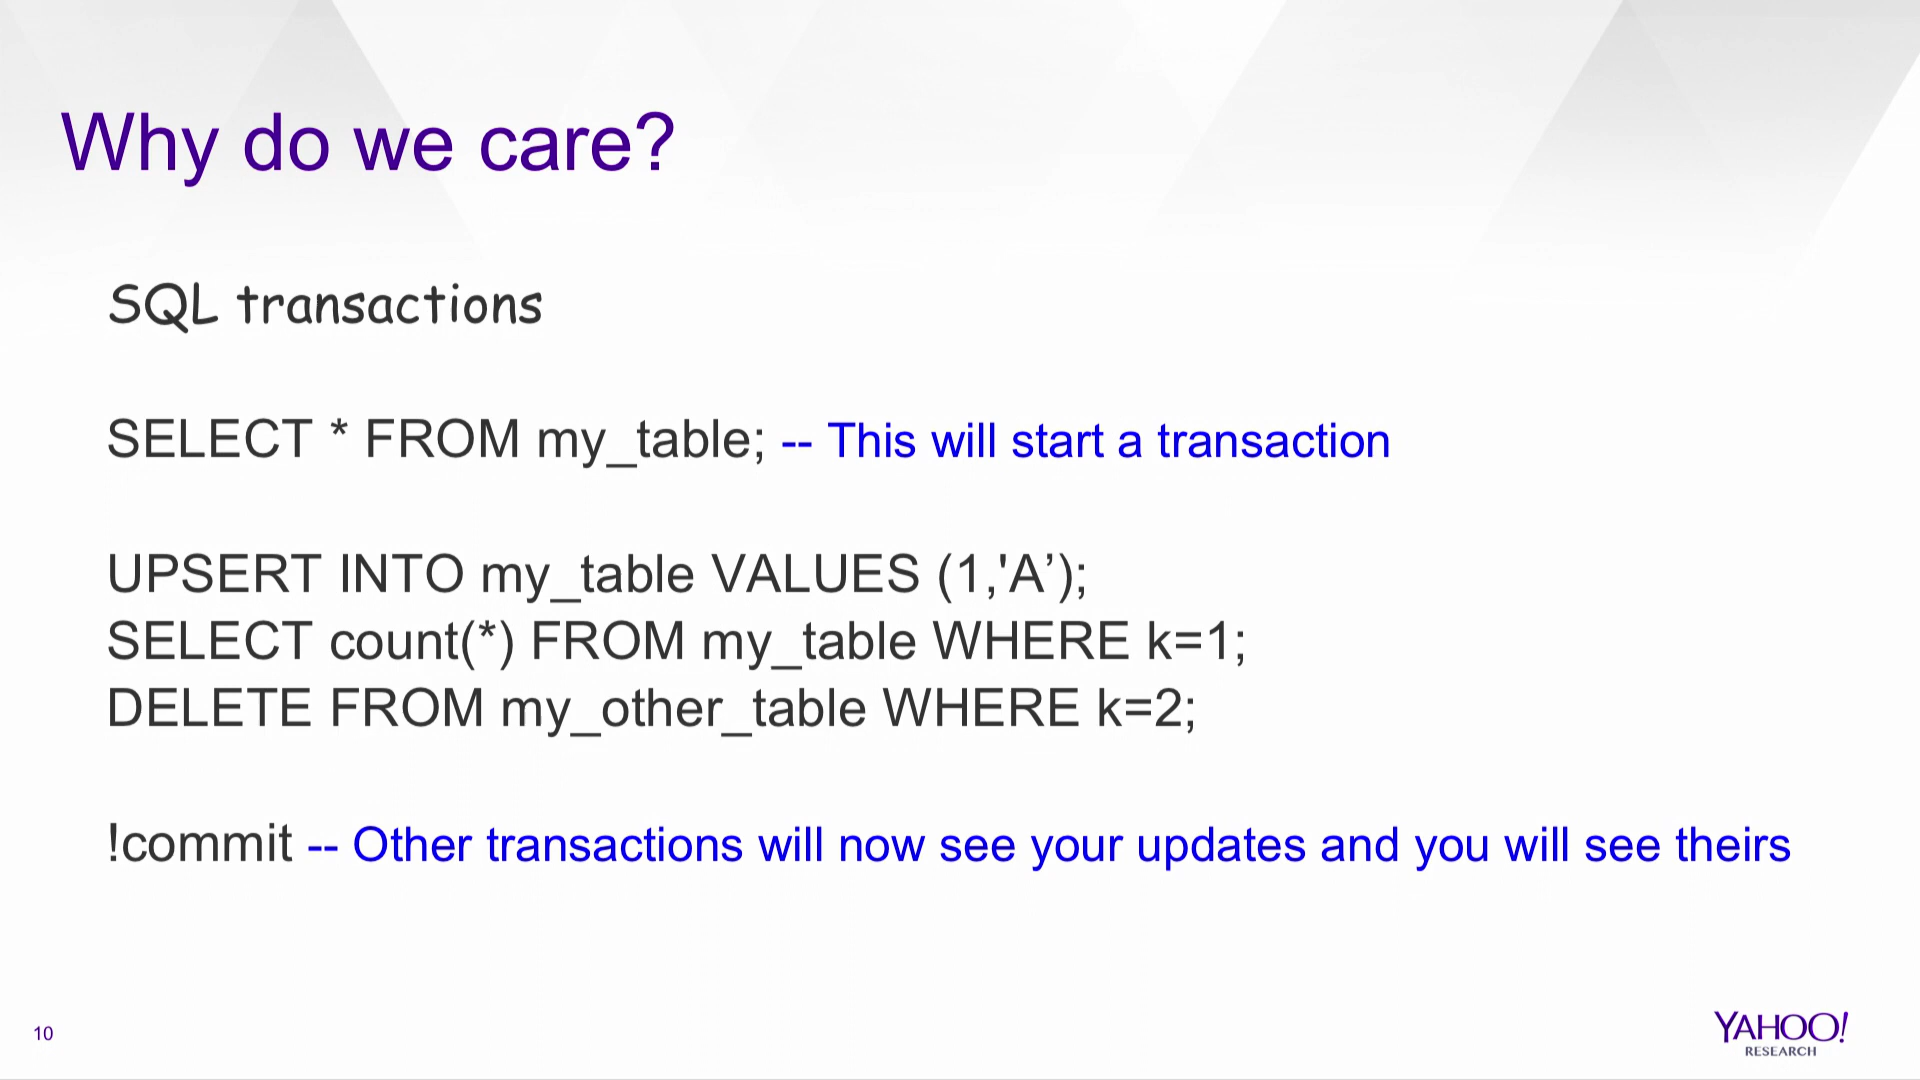 Why do we care?
SQL transactions
SELECT * FROM my_table; -- This will start a transaction
UPSERT INTO my_table VALUES (1,'A’);
SELECT count(*) FROM my_table WHERE k=1;
DELETE FROM my_other_table WHERE k=2;
!commit -- Other transactions will now see your updates and you will see theirs
10
YAHOO!
RESEARCH